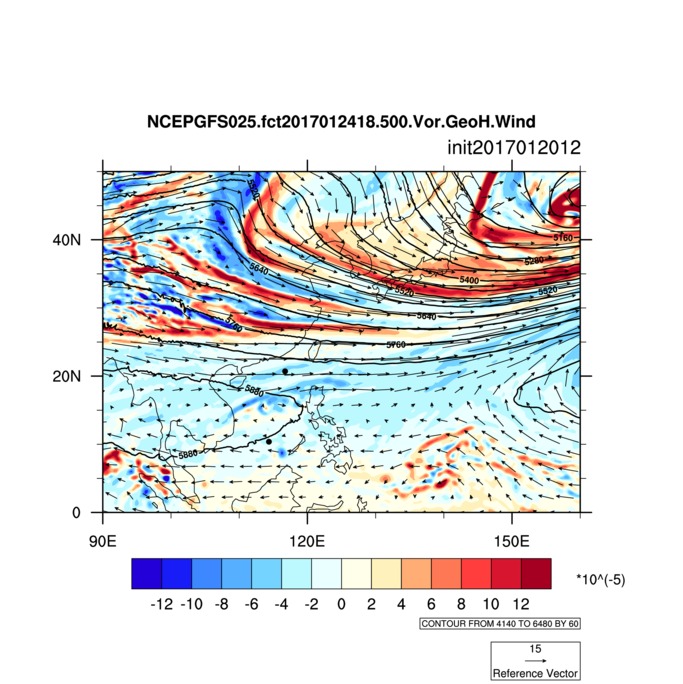 NCEPGFS025.fct2017012418.500.Vor.GeoH.Wind
init2017012012
5760
40N
5280
5640
5400
5520
5520
5640
5760
5760
20N
5880
5880
0
90E 120E 150E
-12 -10 -8 -6 -4 -2 0 2 4 6 8 10 12
*10^(-5)
CONTOUR FROM 4140 TO 6480 BY 60
15
Reference Vector